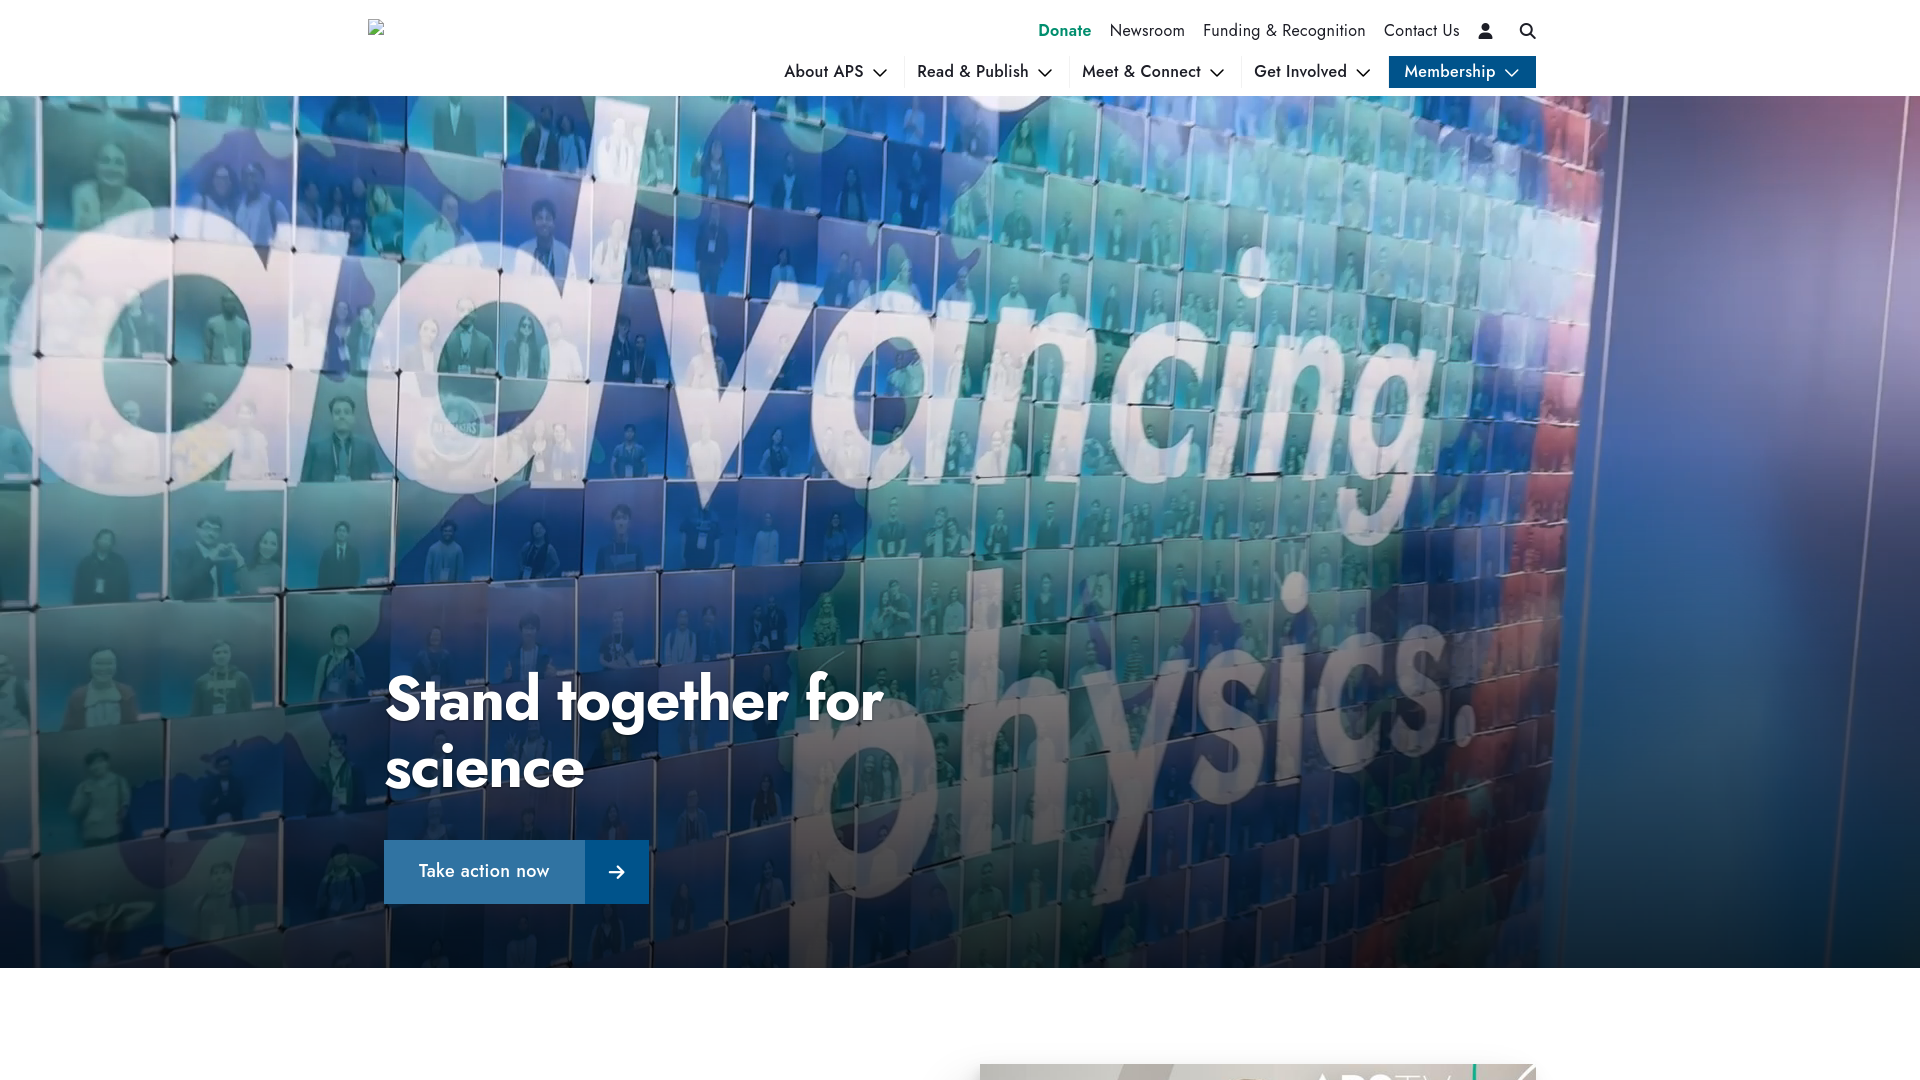 Donate Newsroom Funding & Recognition Contact Us
About APS Read & Publish Meet & Connect Get Involved Membership
advancing
physics.
Stand together for
science
Take action now
APSTV